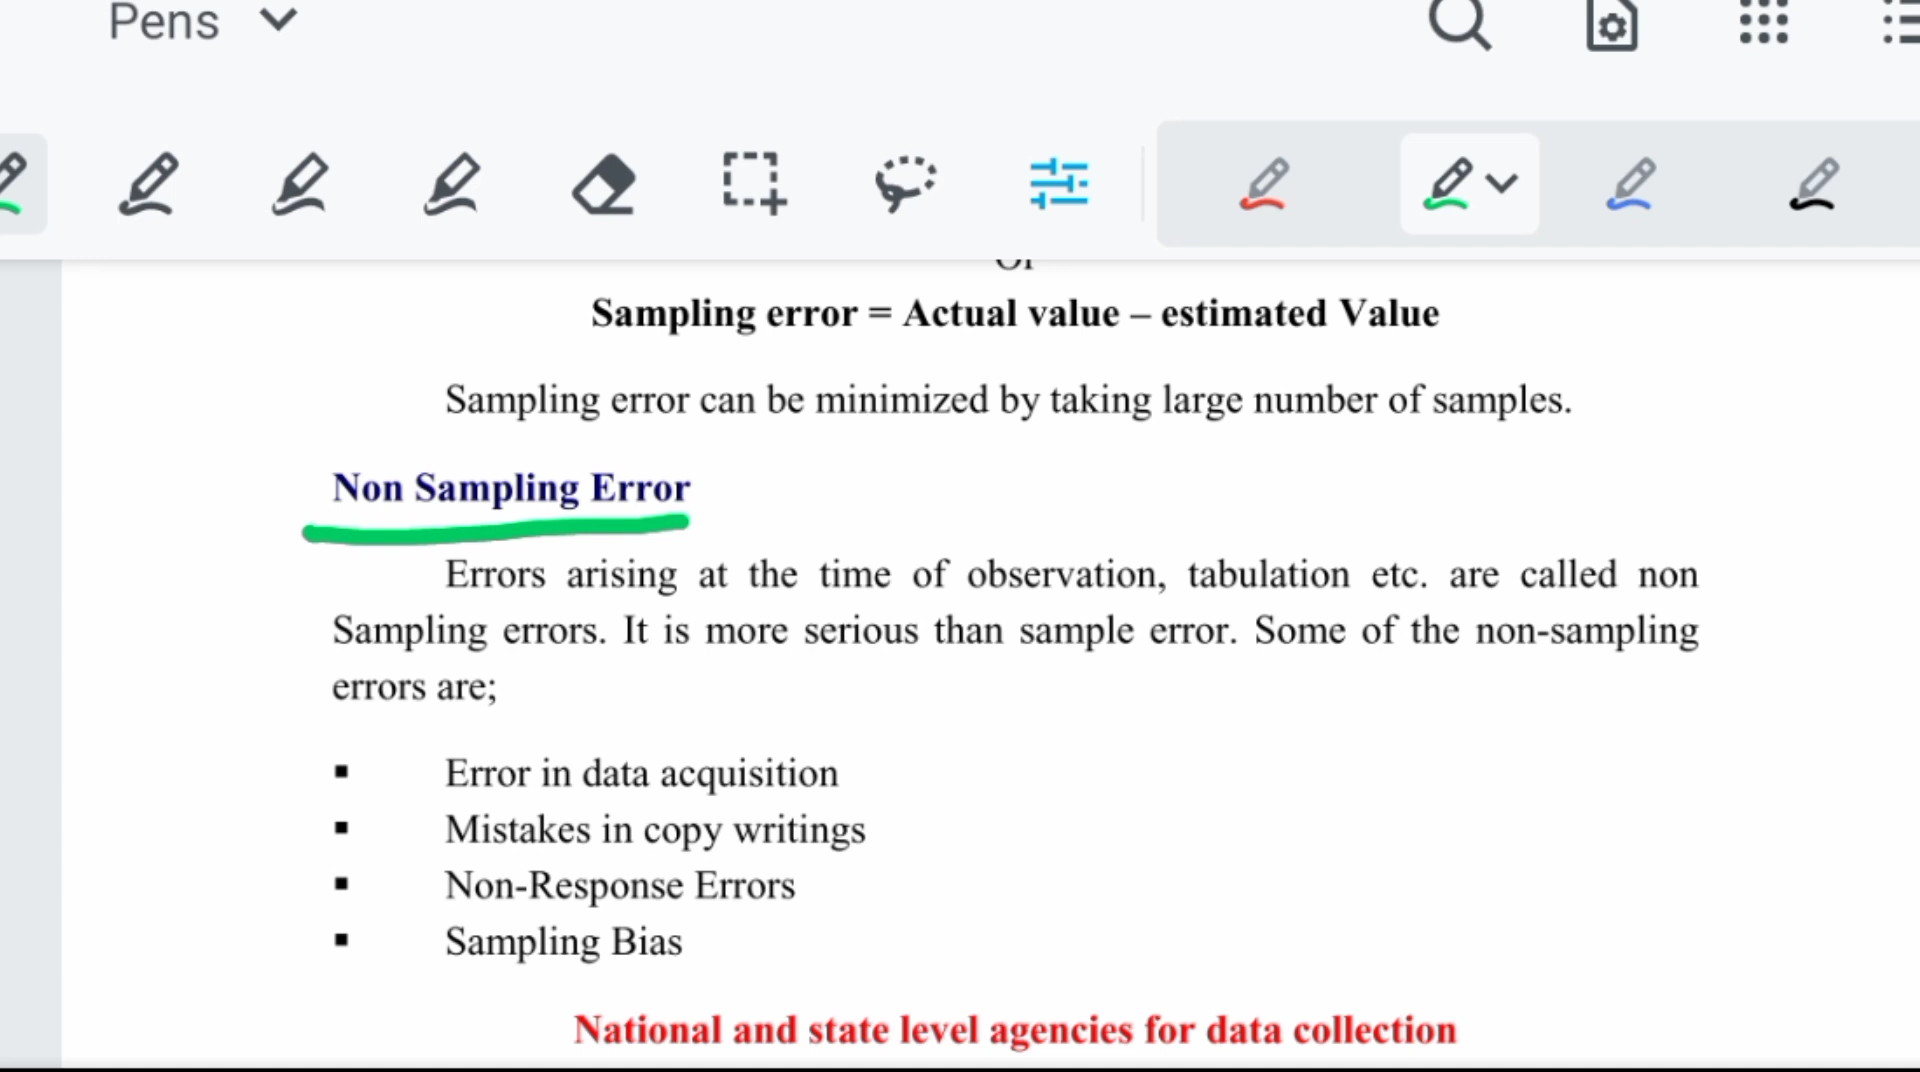 Pens
Or
Sampling error = Actual value – estimated Value
Sampling error can be minimized by taking large number of samples.
Non Sampling Error
Errors arising at the time of observation, tabulation etc. are called non
Sampling errors. It is more serious than sample error. Some of the non-sampling
errors are;
▪ Error in data acquisition
▪ Mistakes in copy writings
▪ Non-Response Errors
▪ Sampling Bias
National and state level agencies for data collection